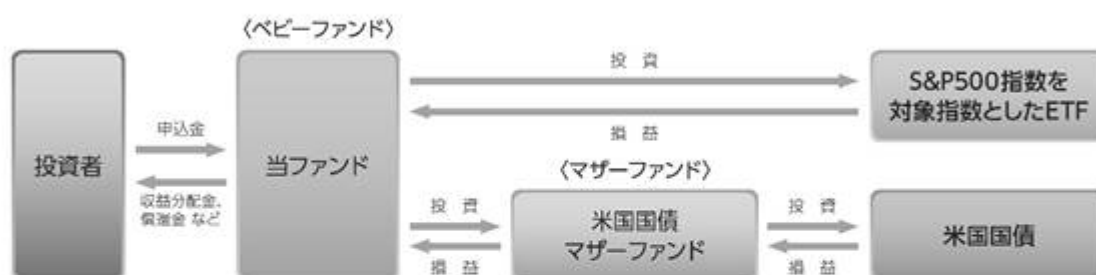 〈ベビーファンド〉
投資者
申込金
収益分配金、
償還金 など
当ファンド
投 資
損 益
S&P500指数を
対象指数としたETF
〈マザーファンド〉
投 資
損 益
米国国債
マザーファンド
投 資
損 益
米国国債